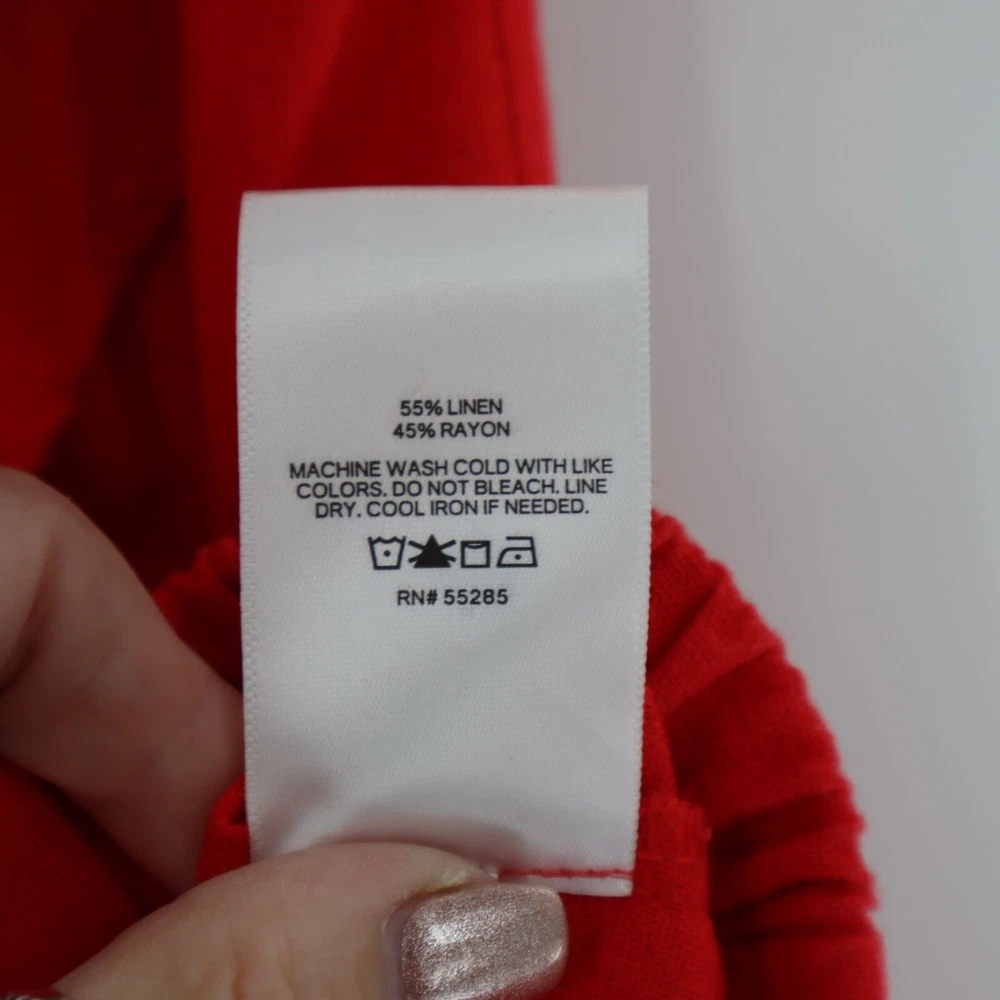 55% LINEN
45% RAYON
MACHINE WASH COLD WITH LIKE
COLORS. DO NOT BLEACH. LINE
DRY. COOL IRON IF NEEDED.
RN# 55285